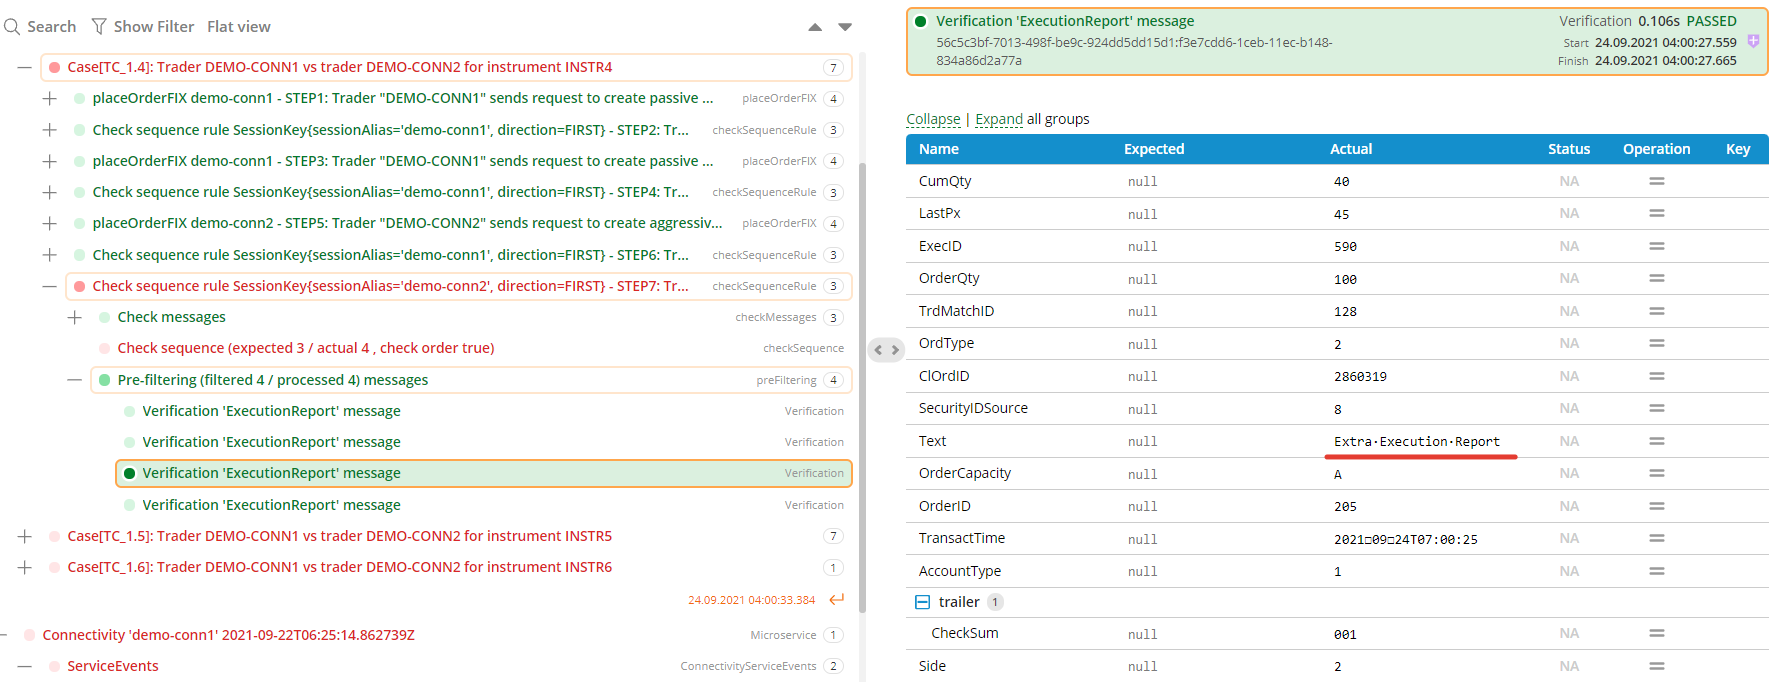 Search Show Filter Flat view
Case[TC_1.4]: Trader DEMO-CONN1 vs trader DEMO-CONN2 for instrument INSTR4 7
placeOrderFIX demo-conn1 - STEP1: Trader "DEMO-CONN1" sends request to create passive ... placeOrderFIX 4
Check sequence rule SessionKey{sessionAlias='demo-conn1', direction=FIRST} - STEP2: Tr... checkSequenceRule 3
placeOrderFIX demo-conn1 - STEP3: Trader "DEMO-CONN1" sends request to create passive ... placeOrderFIX 4
Check sequence rule SessionKey{sessionAlias='demo-conn1', direction=FIRST} - STEP4: Tr... checkSequenceRule 3
placeOrderFIX demo-conn2 - STEP5: Trader "DEMO-CONN2" sends request to create aggressiv... placeOrderFIX 4
Check sequence rule SessionKey{sessionAlias='demo-conn1', direction=FIRST} - STEP6: Tr... checkSequenceRule 3
Check sequence rule SessionKey{sessionAlias='demo-conn2', direction=FIRST} - STEP7: Tr... checkSequenceRule 3
Check messages checkMessages 3
Check sequence (expected 3 / actual 4 , check order true) checkSequence
Pre-filtering (filtered 4 / processed 4) messages preFiltering 4
Verification 'ExecutionReport' message Verification
Verification 'ExecutionReport' message Verification
Verification 'ExecutionReport' message Verification
Verification 'ExecutionReport' message Verification
Case[TC_1.5]: Trader DEMO-CONN1 vs trader DEMO-CONN2 for instrument INSTR5 7
Case[TC_1.6]: Trader DEMO-CONN1 vs trader DEMO-CONN2 for instrument INSTR6 1
24.09.2021 04:00:33.384
Connectivity 'demo-conn1' 2021-09-22T06:25:14.862739Z Microservice 1
ServiceEvents ConnectivityServiceEvents 2
Verification 'ExecutionReport' message Verification 0.106s PASSED
56c5c3bf-7013-498f-be9c-924dd5dd15d1:f3e7cdd6-1ceb-11ec-b148- Start 24.09.2021 04:00:27.559
834a86d2a77a Finish 24.09.2021 04:00:27.665
Collapse | Expand all groups
Name Expected Actual Status Operation Key
CumQty null 40 NA =
LastPx null 45 NA =
ExecID null 590 NA =
OrderQty null 100 NA =
TrdMatchID null 128 NA =
OrdType null 2 NA =
ClOrdID null 2860319 NA =
SecurityIDSource null 8 NA =
Text null Extra·Execution·Report NA =
OrderCapacity null A NA =
OrderID null 205 NA =
TransactTime null 2021□09□24T07:00:25 NA =
AccountType null 1 NA =
trailer 1
CheckSum null 001 NA =
Side null 2 NA =